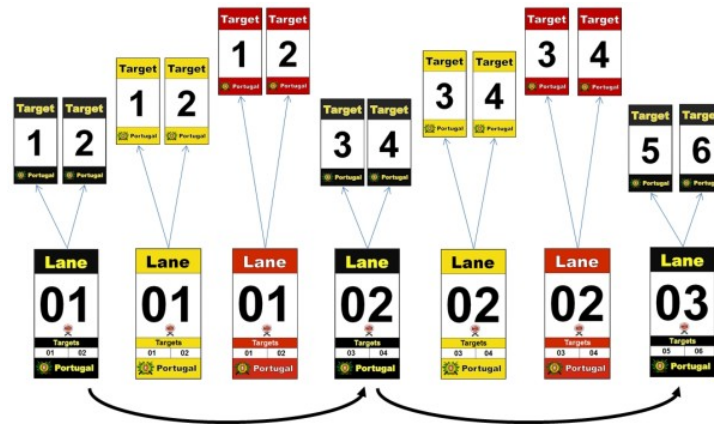 Target
1
Portugal
Target
2
Portugal
Target
1
Portugal
Target
2
Portugal
Target
1
Portugal
Target
2
Portugal
Target
3
Portugal
Target
4
Portugal
Target
3
Portugal
Target
4
Portugal
Target
3
Portugal
Target
4
Portugal
Target
5
Portugal
Target
6
Portugal
Lane
01
Targets
01 02
Portugal
Lane
01
Targets
01 02
Portugal
Lane
01
Targets
01 02
Portugal
Lane
02
Targets
03 04
Portugal
Lane
02
Targets
03 04
Portugal
Lane
02
Targets
03 04
Portugal
Lane
03
Targets
05 06
Portugal